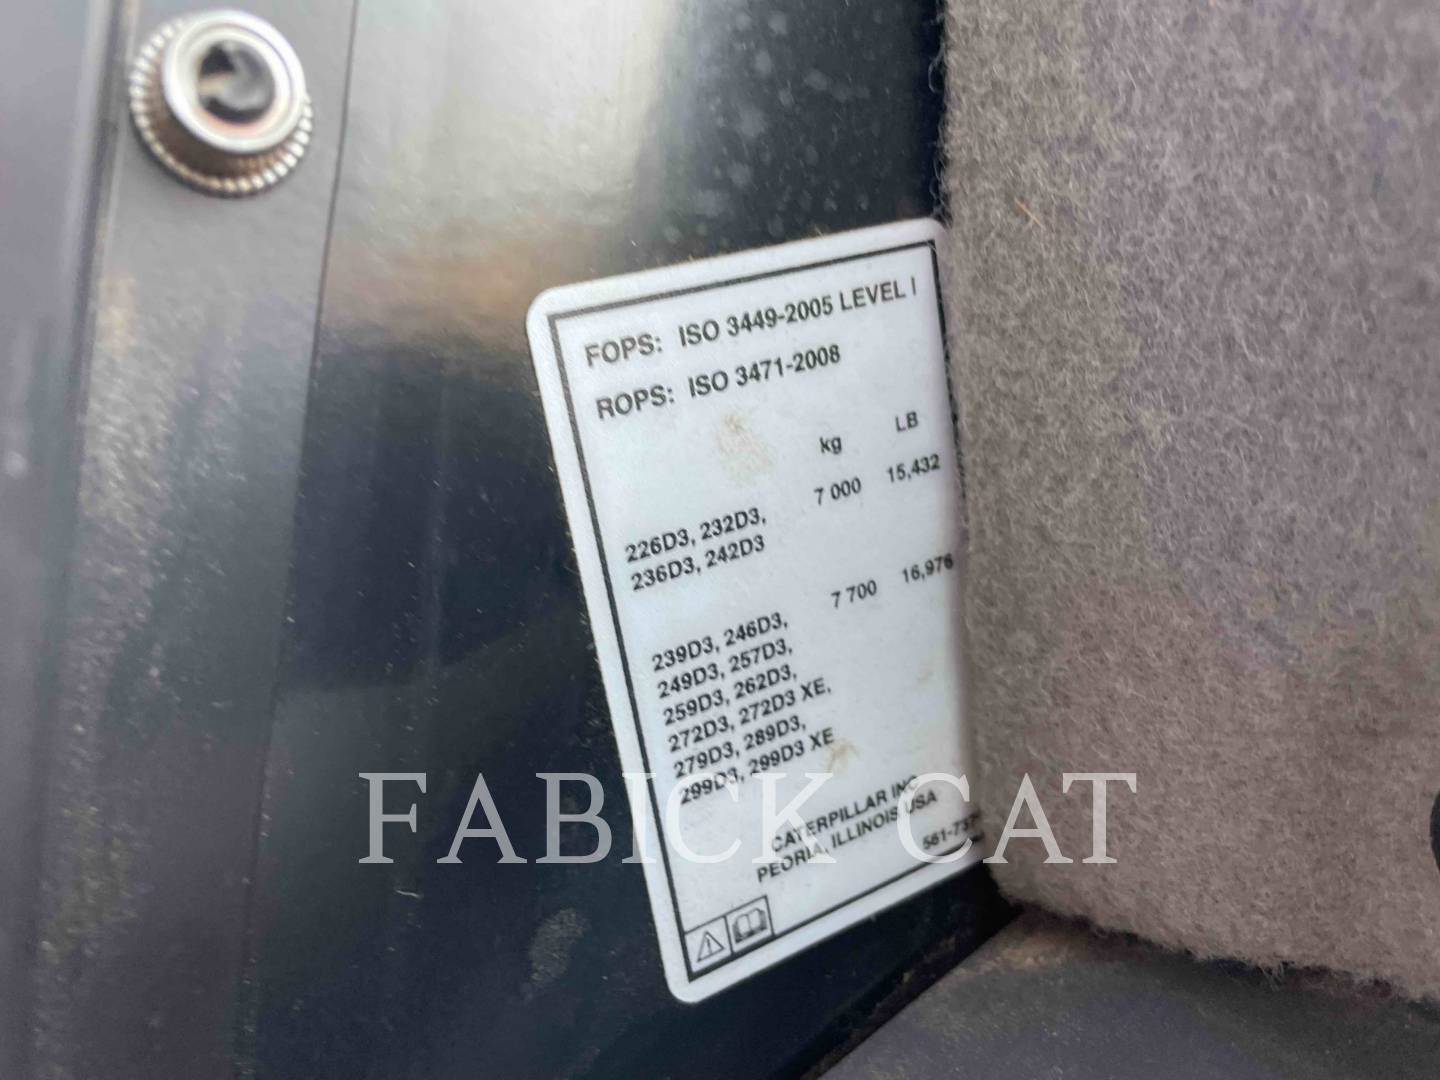 FOPS: ISO 3449-2005 LEVEL I
ROPS: ISO 3471-2008
kg LB
7 000 15,432
226D3, 232D3,
236D3, 242D3
7 700 16,976
239D3, 246D3,
249D3, 257D3,
259D3, 262D3,
272D3, 272D3 XE,
279D3, 289D3,
299D3, 299D3 XE
CATERPILLAR INC
PEORIA, ILLINOIS USA
FABICK CAT